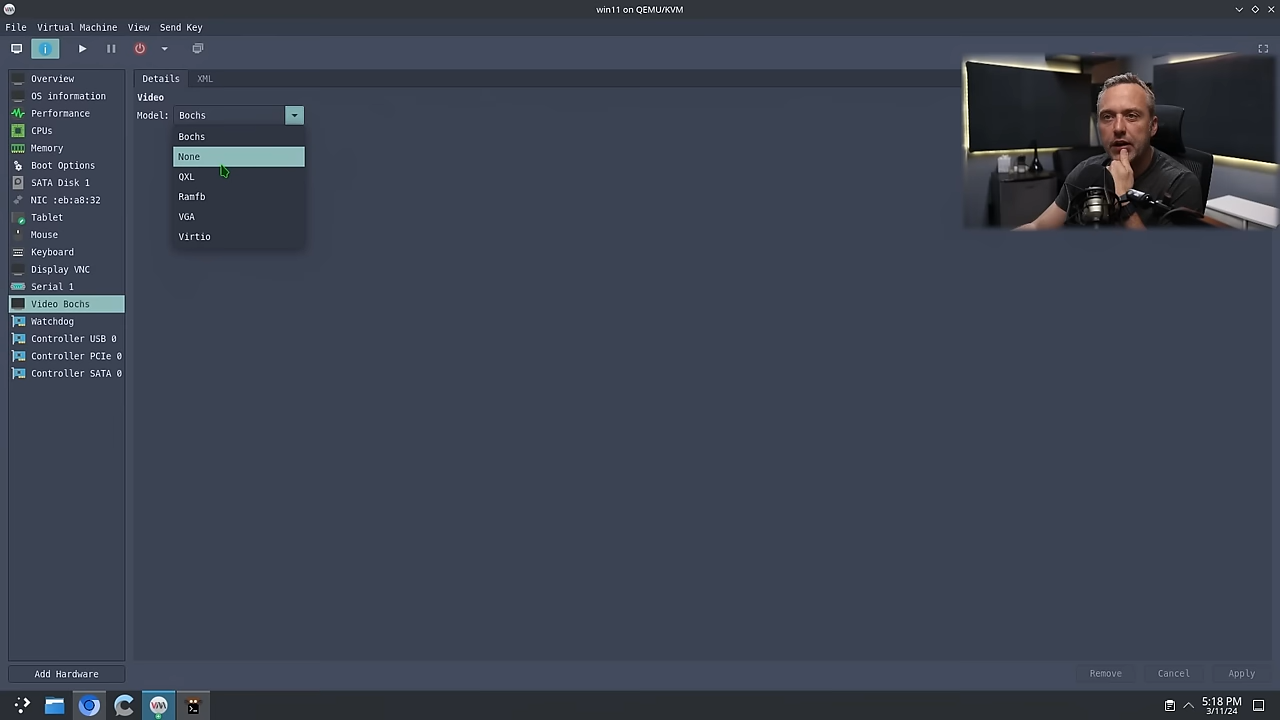 win11 on QEMU/KVM
File Virtual Machine View Send Key
Overview
OS information
Performance
CPUs
Memory
Boot Options
SATA Disk 1
NIC :eb:a8:32
Tablet
Mouse
Keyboard
Display VNC
Serial 1
Video Bochs
Watchdog
Controller USB 0
Controller PCIe 0
Controller SATA 0
Add Hardware
Details XML
Video
Model: Bochs
Bochs
None
QXL
Ramfb
VGA
Virtio
Remove Cancel Apply
5:18 PM
3/11/24